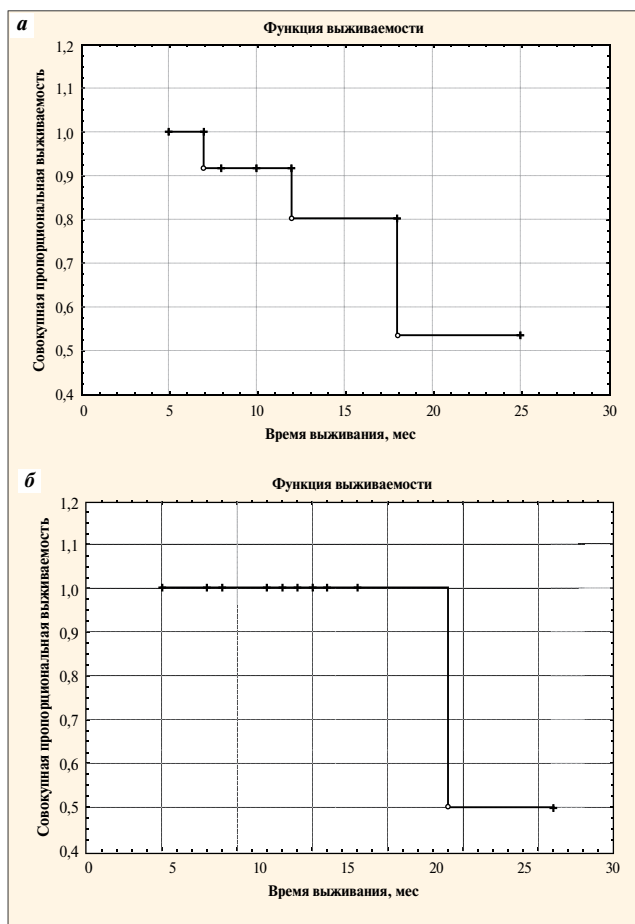 а
Функция выживаемости
Совокупная пропорциональная выживаемость
1,2
1,1
1,0
0,9
0,8
0,7
0,6
0,5
0,4
0 5 10 15 20 25 30
Время выживания, мес
б
Функция выживаемости
Совокупная пропорциональная выживаемость
1,2
1,1
1,0
0,9
0,8
0,7
0,6
0,5
0,4
0 5 10 15 20 25 30
Время выживания, мес